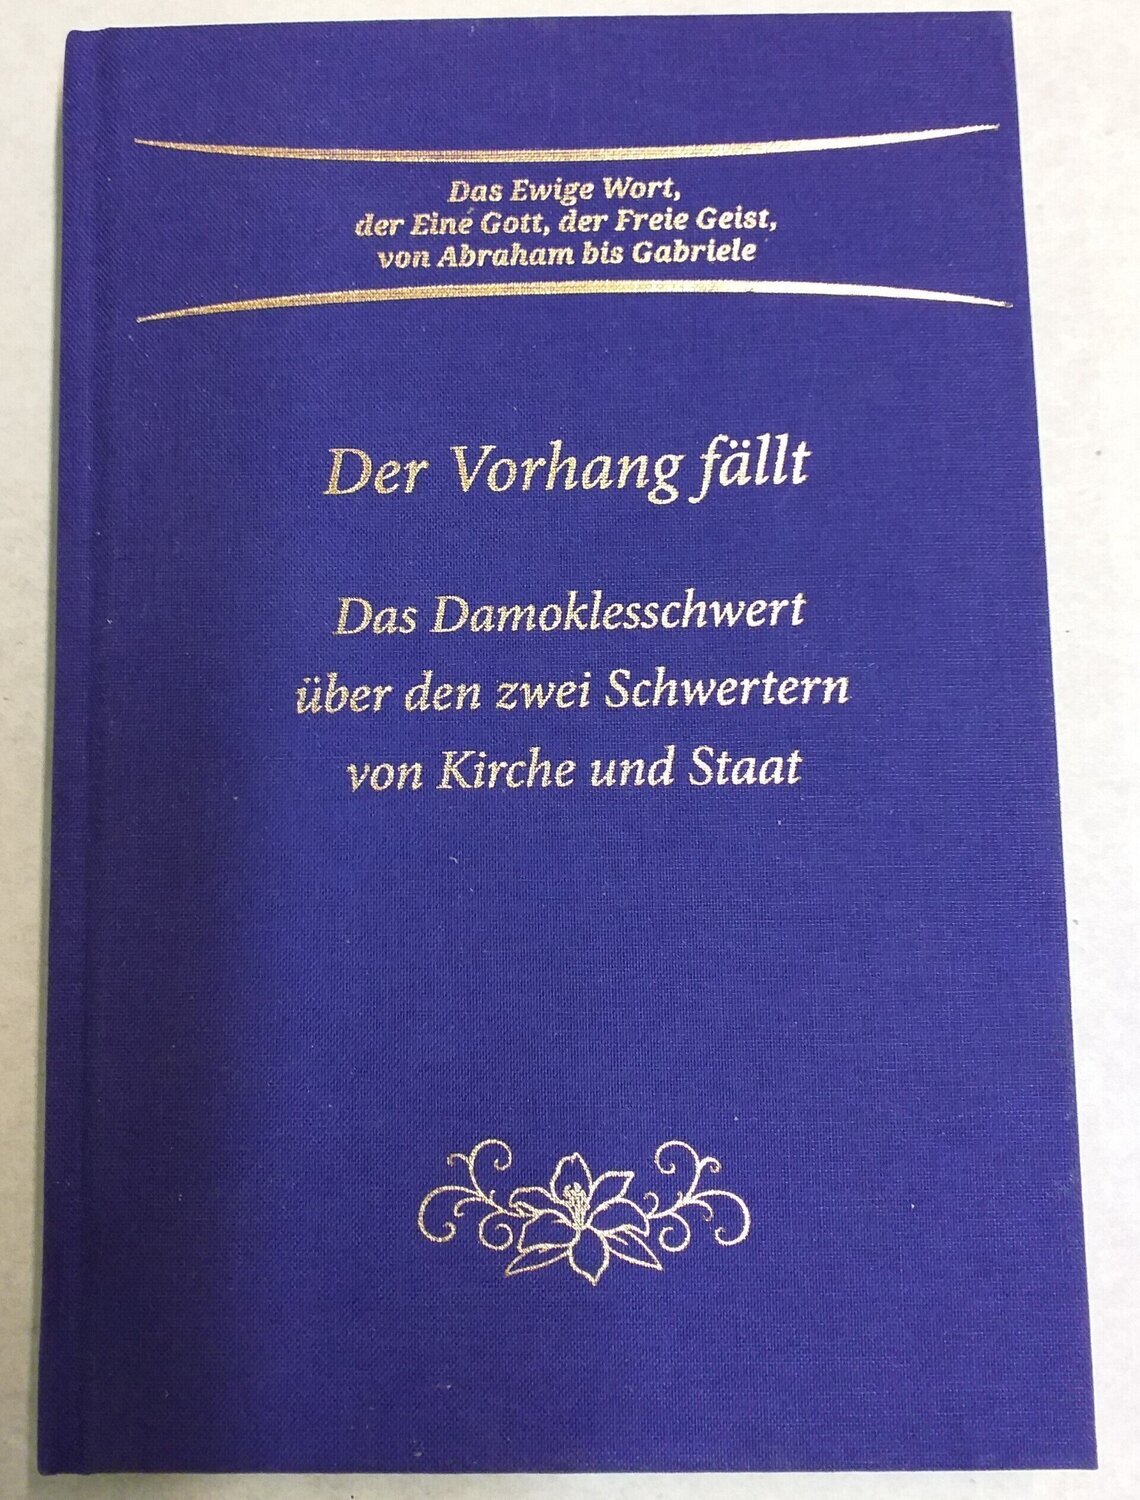 Das Ewige Wort,
der Eine Gott, der Freie Geist,
von Abraham bis Gabriele
Der Vorhang fällt
Das Damoklesschwert
über den zwei Schwertern
von Kirche und Staat